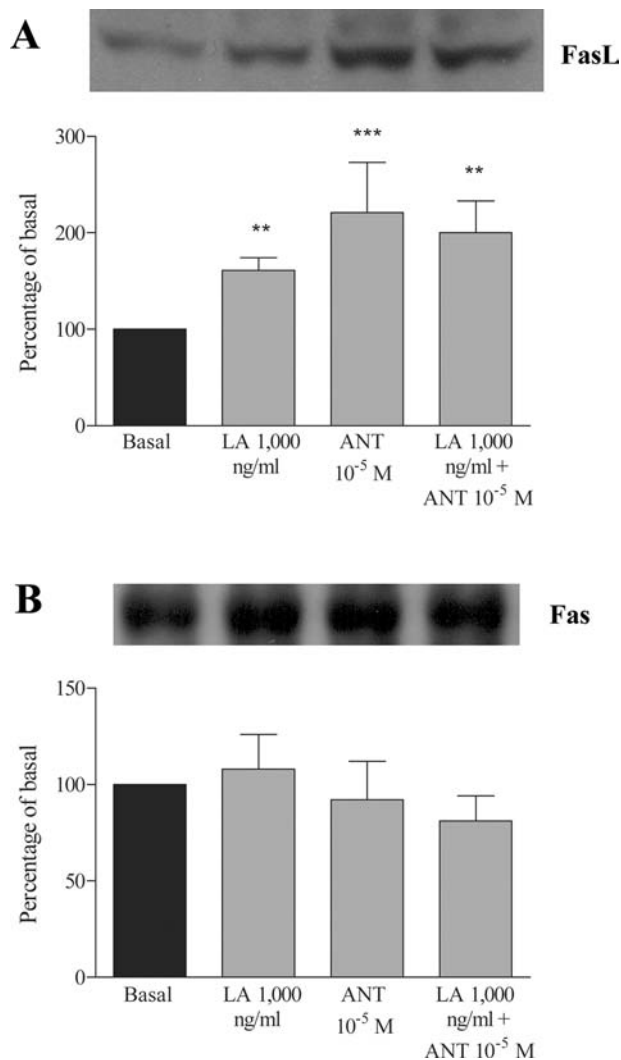 A
FasL
300
200
100
0
Percentage of basal
**
***
**
Basal
LA 1,000
ng/ml
ANT
10⁻⁵ M
LA 1,000
ng/ml +
ANT 10⁻⁵ M
B
Fas
150
100
50
0
Percentage of basal
Basal
LA 1,000
ng/ml
ANT
10⁻⁵ M
LA 1,000
ng/ml +
ANT 10⁻⁵ M